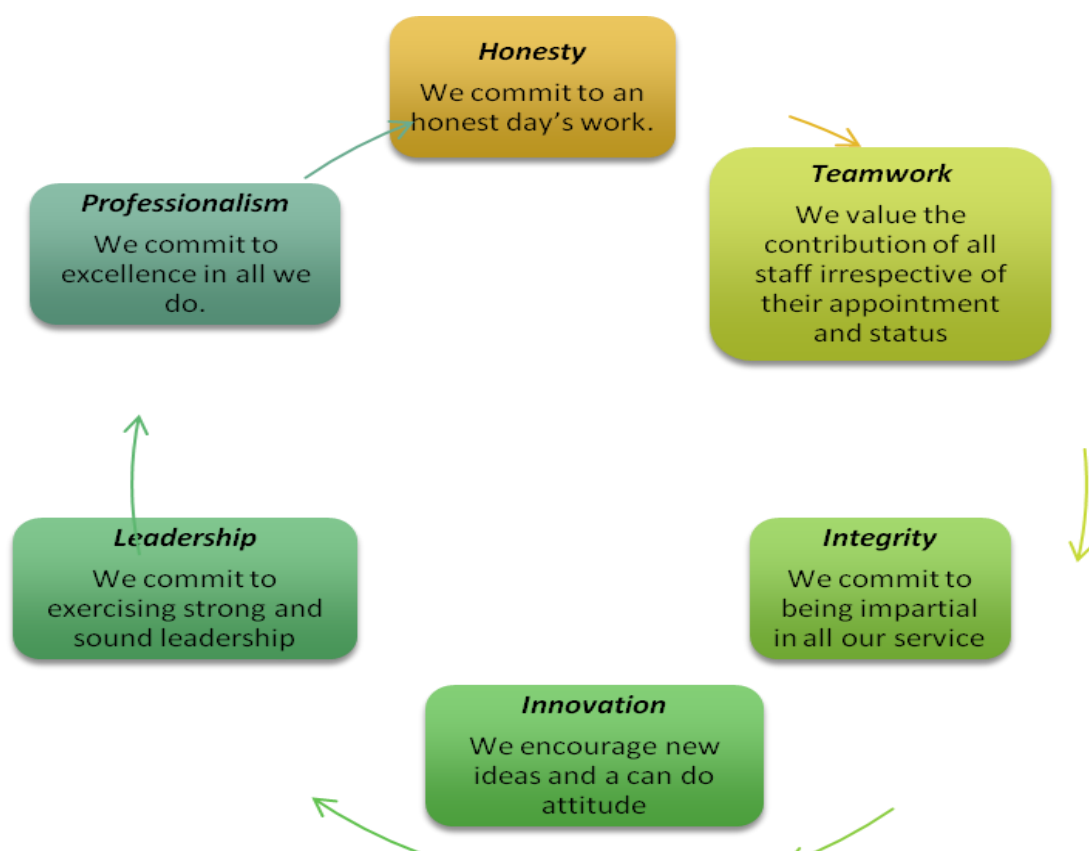 Honesty
We commit to an
honest day’s work.
Teamwork
We value the
contribution of all
staff irrespective of
their appointment
and status
Integrity
We commit to
being impartial
in all our service
Innovation
We encourage new
ideas and a can do
attitude
Leadership
We commit to
exercising strong and
sound leadership
Professionalism
We commit to
excellence in all we
do.